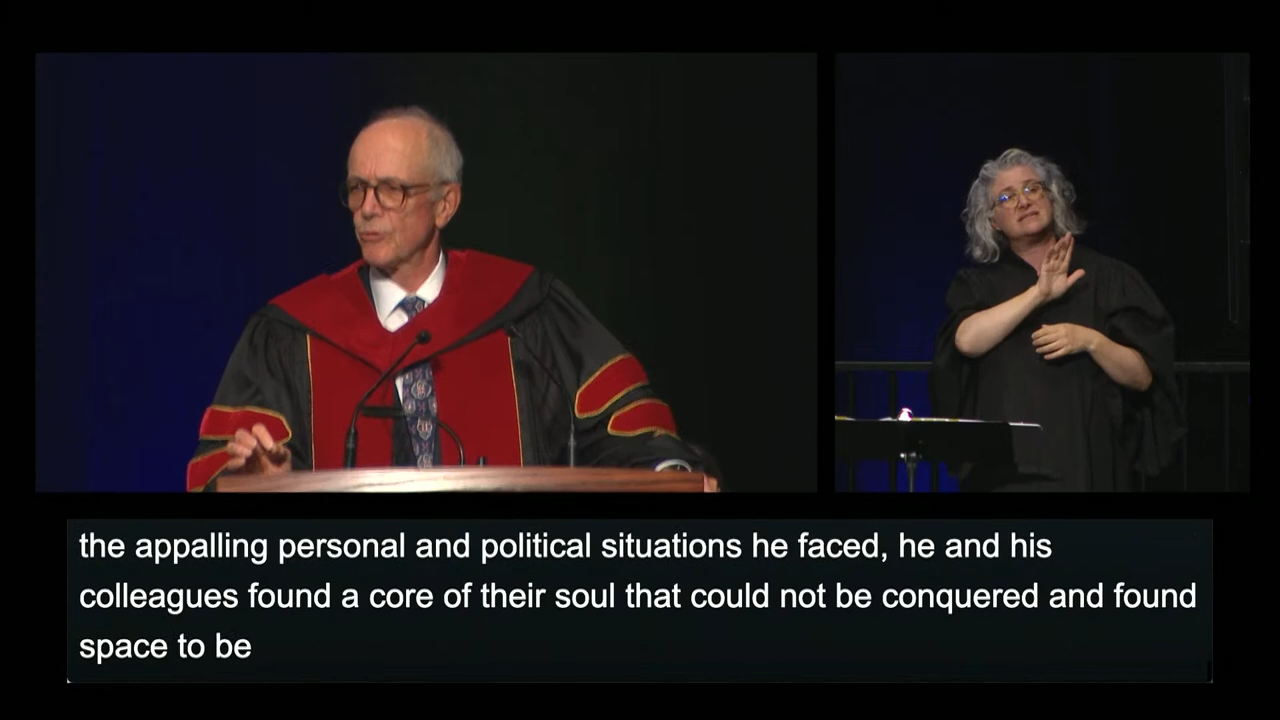 the appalling personal and political situations he faced, he and his
colleagues found a core of their soul that could not be conquered and found
space to be